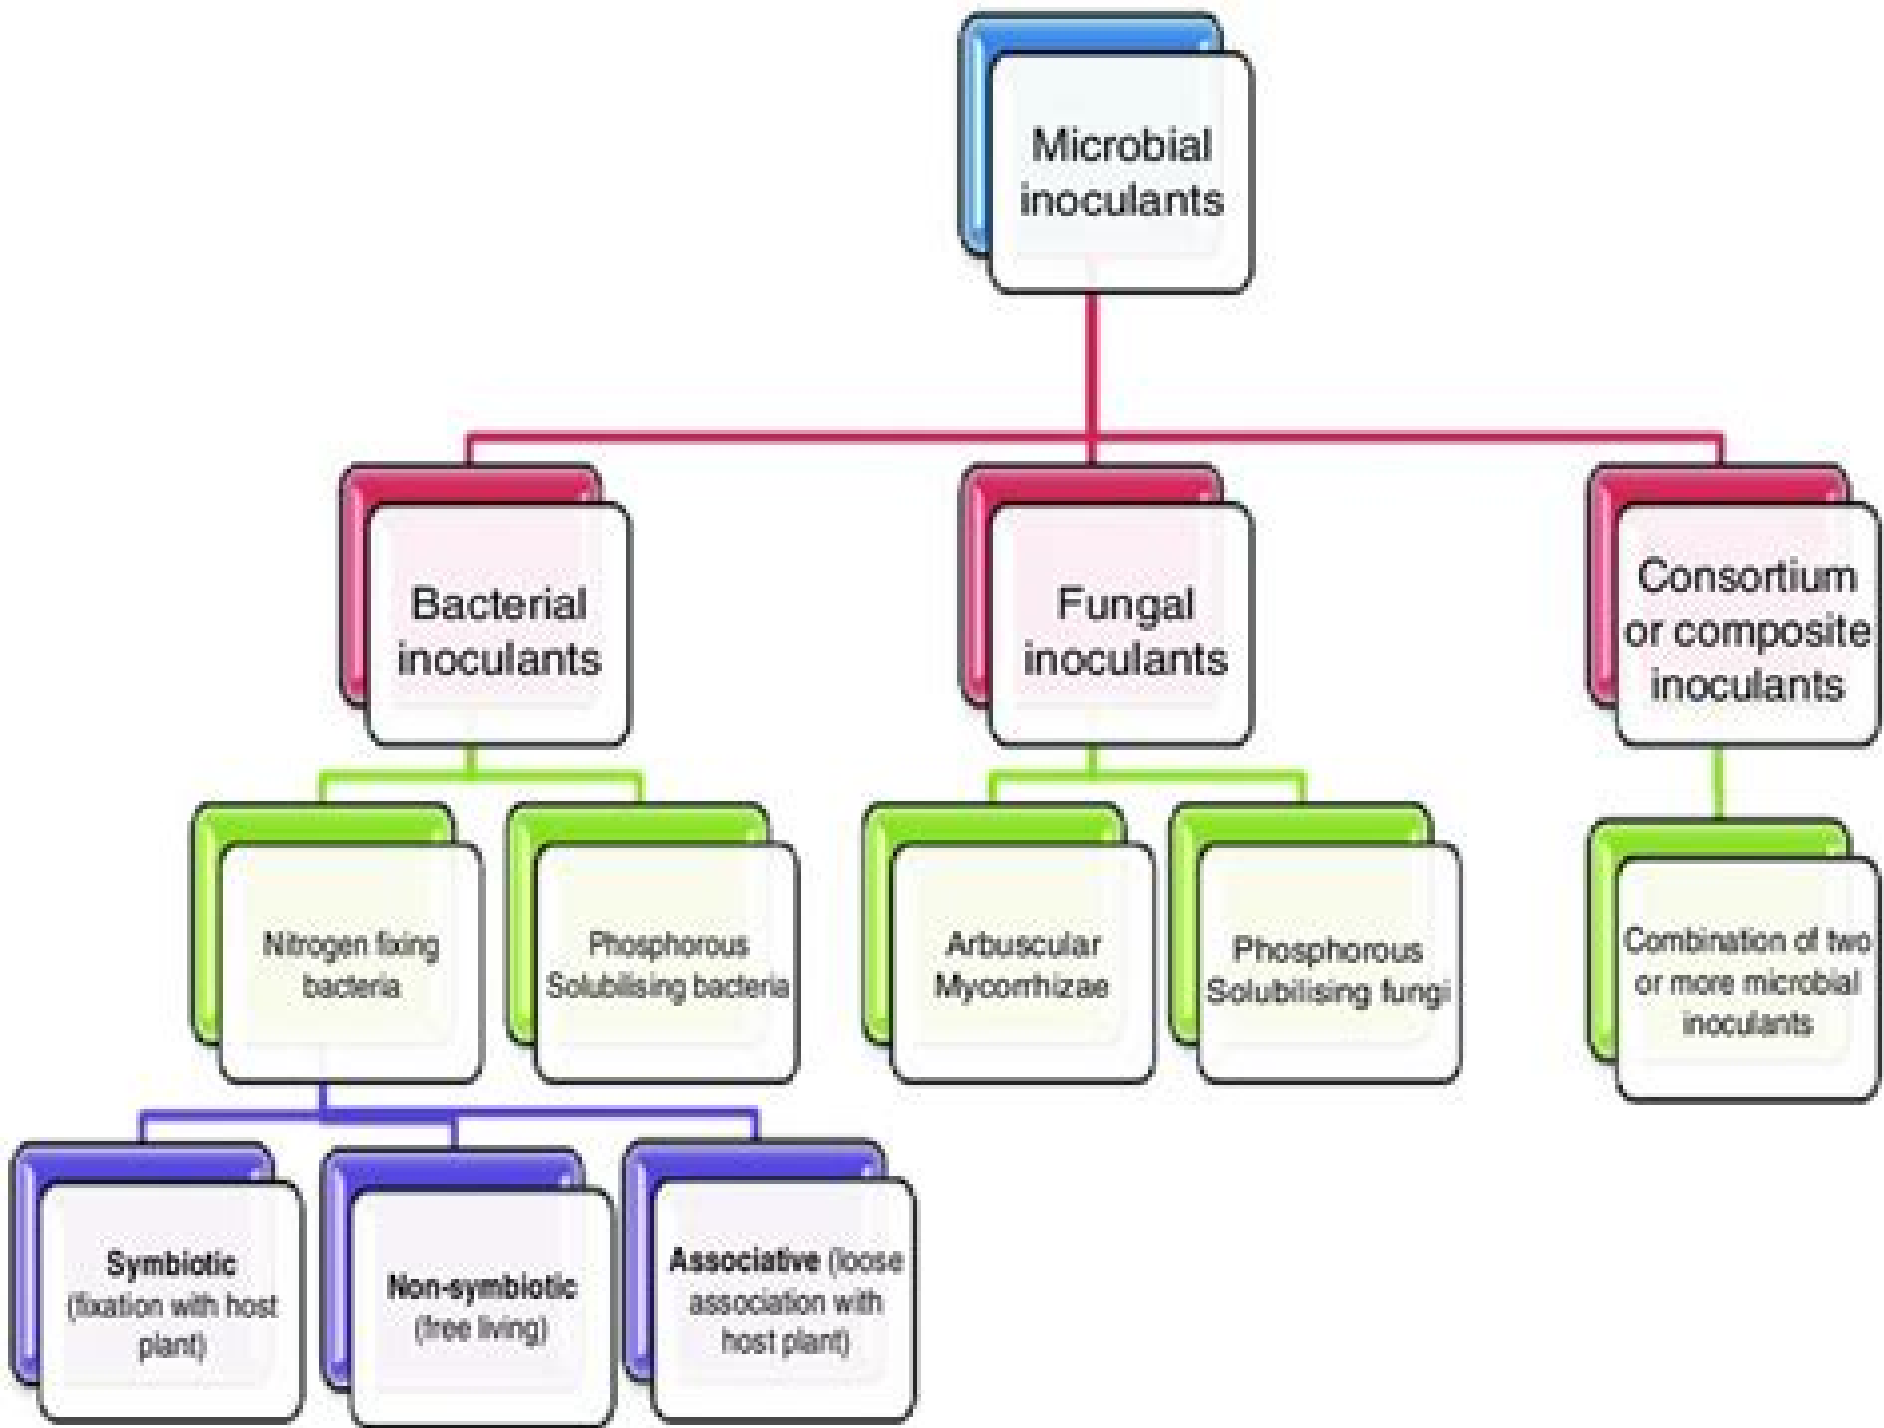 Microbial
inoculants
Bacterial
inoculants
Fungal
inoculants
Consortium
or composite
inoculants
Nitrogen fixing
bacteria
Phosphorous
Solubilising bacteria
Arbuscular
Mycorrhizae
Phosphorous
Solubilising fungi
Combination of two
or more microbial
inoculants
Symbiotic
(fixation with host
plant)
Non-symbiotic
(free living)
Associative (loose
association with
host plant)